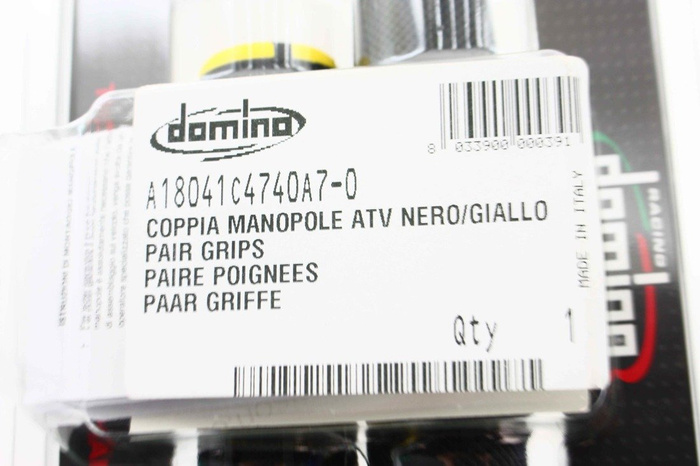 domino
8 033900 000391
A18041C4740A7-0
COPPIA MANOPOLE ATV NERO/GIALLO
PAIR GRIPS
PAIRE POIGNEES
PAAR GRIFFE
Qty 1
MADE IN ITALY
domino
RACING